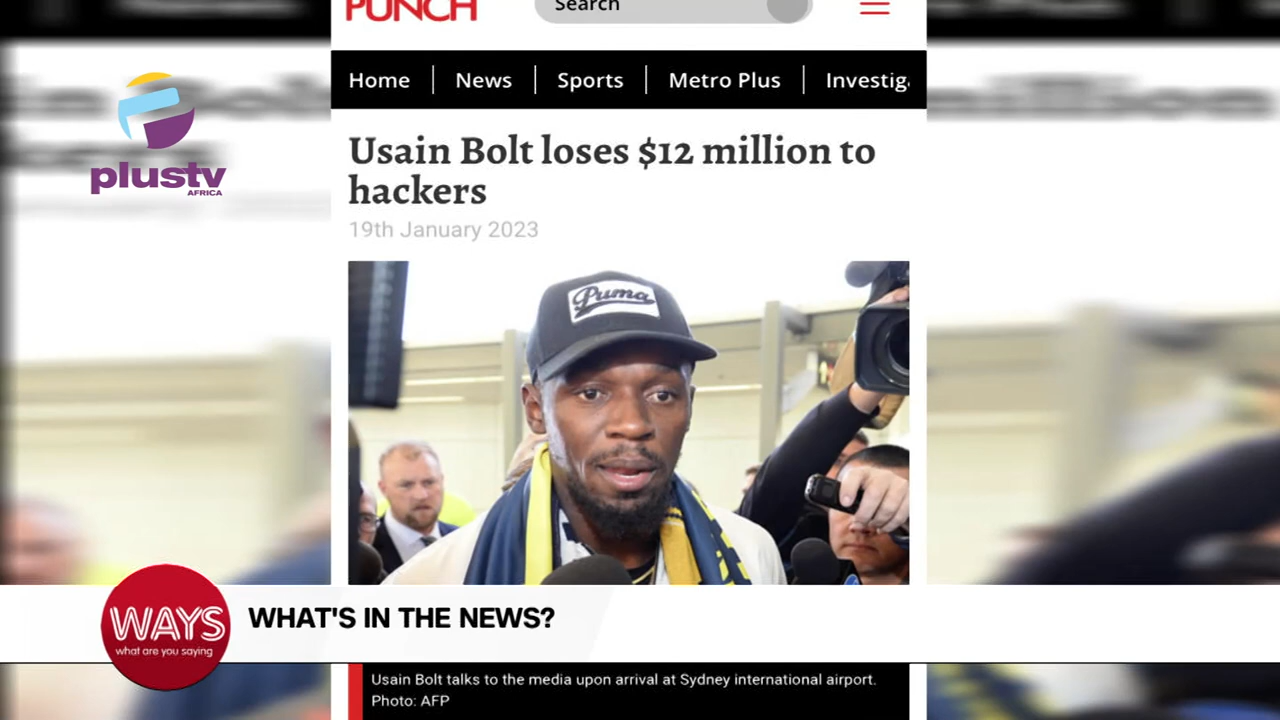 PUNCH
Search
Home
News
Sports
Metro Plus
Investiga
plustv
AFRICA
Usain Bolt loses $12 million to
hackers
19th January 2023
Puma
WAYS
what are you saying
WHAT'S IN THE NEWS?
Usain Bolt talks to the media upon arrival at Sydney international airport.
Photo: AFP